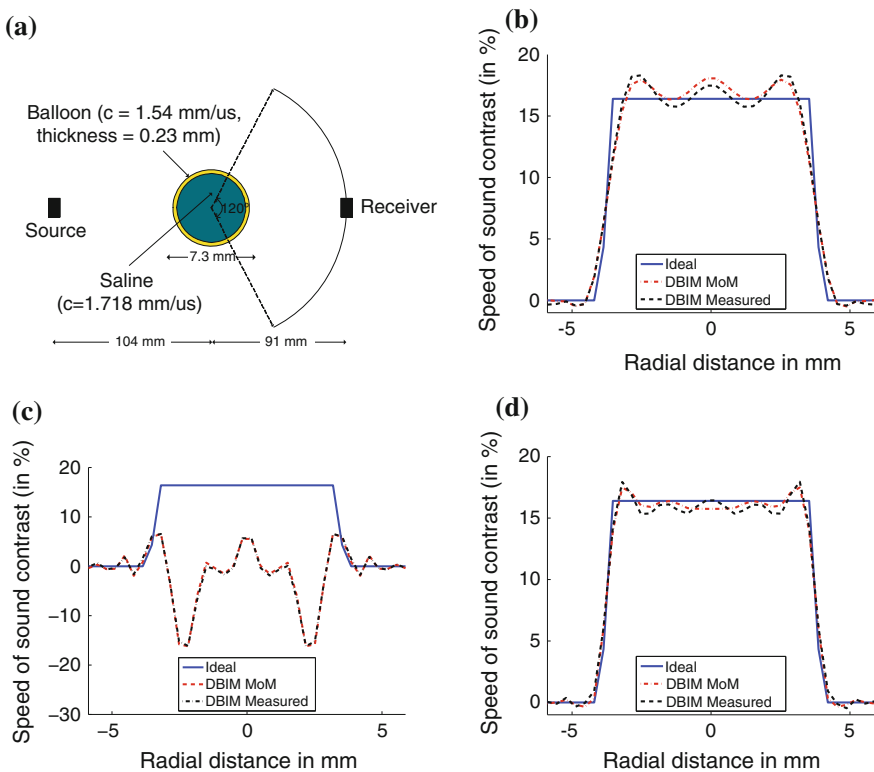 (a)
Balloon (c = 1.54 mm/us,
thickness = 0.23 mm)
120°
Source
Receiver
7.3 mm
Saline
(c=1.718 mm/us)
104 mm
91 mm
(b)
Speed of sound contrast (in %)
20
15
10
5
0
Ideal
DBIM MoM
DBIM Measured
-5
0
5
Radial distance in mm
(c)
Speed of sound contrast (in %)
20
10
0
−10
−20
−30
Ideal
DBIM MoM
DBIM Measured
−5
0
5
Radial distance in mm
(d)
Speed of sound contrast (in %)
20
15
10
5
0
Ideal
DBIM MoM
DBIM Measured
-5
0
5
Radial distance in mm